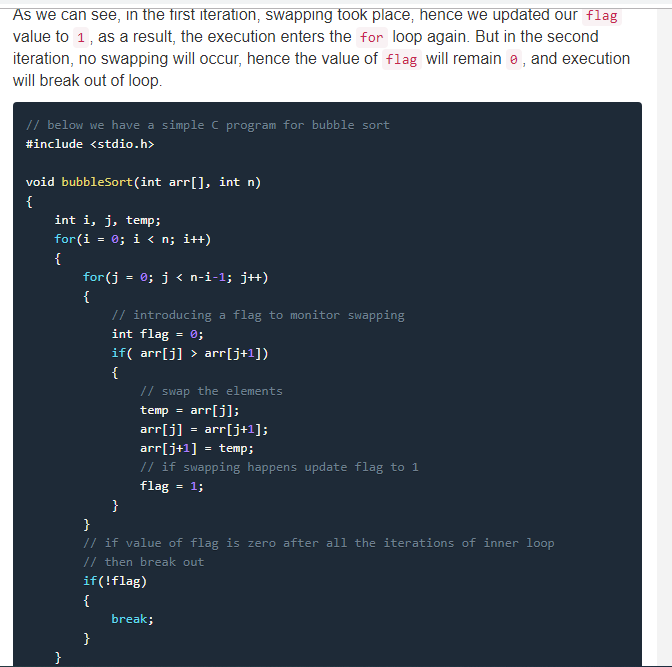 As we can see, in the first iteration, swapping took place, hence we updated our flag
value to 1, as a result, the execution enters the for loop again. But in the second
iteration, no swapping will occur, hence the value of flag will remain 0, and execution
will break out of loop.
// below we have a simple C program for bubble sort
#include <stdio.h>

void bubbleSort(int arr[], int n)
{
    int i, j, temp;
    for(i = 0; i < n; i++)
    {
        for(j = 0; j < n-i-1; j++)
        {
            // introducing a flag to monitor swapping
            int flag = 0;
            if( arr[j] > arr[j+1])
            {
                // swap the elements
                temp = arr[j];
                arr[j] = arr[j+1];
                arr[j+1] = temp;
                // if swapping happens update flag to 1
                flag = 1;
            }
        }
        // if value of flag is zero after all the iterations of inner loop
        // then break out
        if(!flag)
        {
            break;
        }
    }